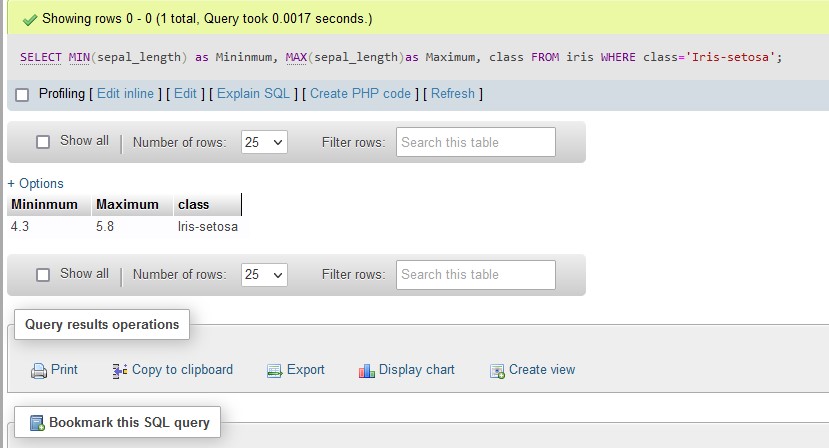 Showing rows 0 - 0 (1 total, Query took 0.0017 seconds.)
SELECT MIN(sepal_length) as Mininmum, MAX(sepal_length)as Maximum, class FROM iris WHERE class='Iris-setosa';
Profiling [ Edit inline ] [ Edit ] [ Explain SQL ] [ Create PHP code ] [ Refresh ]
Show all | Number of rows: 25 Filter rows: Search this table
+ Options
Mininmum Maximum class
4.3 5.8 Iris-setosa
Show all | Number of rows: 25 Filter rows: Search this table
Query results operations
Print Copy to clipboard Export Display chart Create view
Bookmark this SQL query